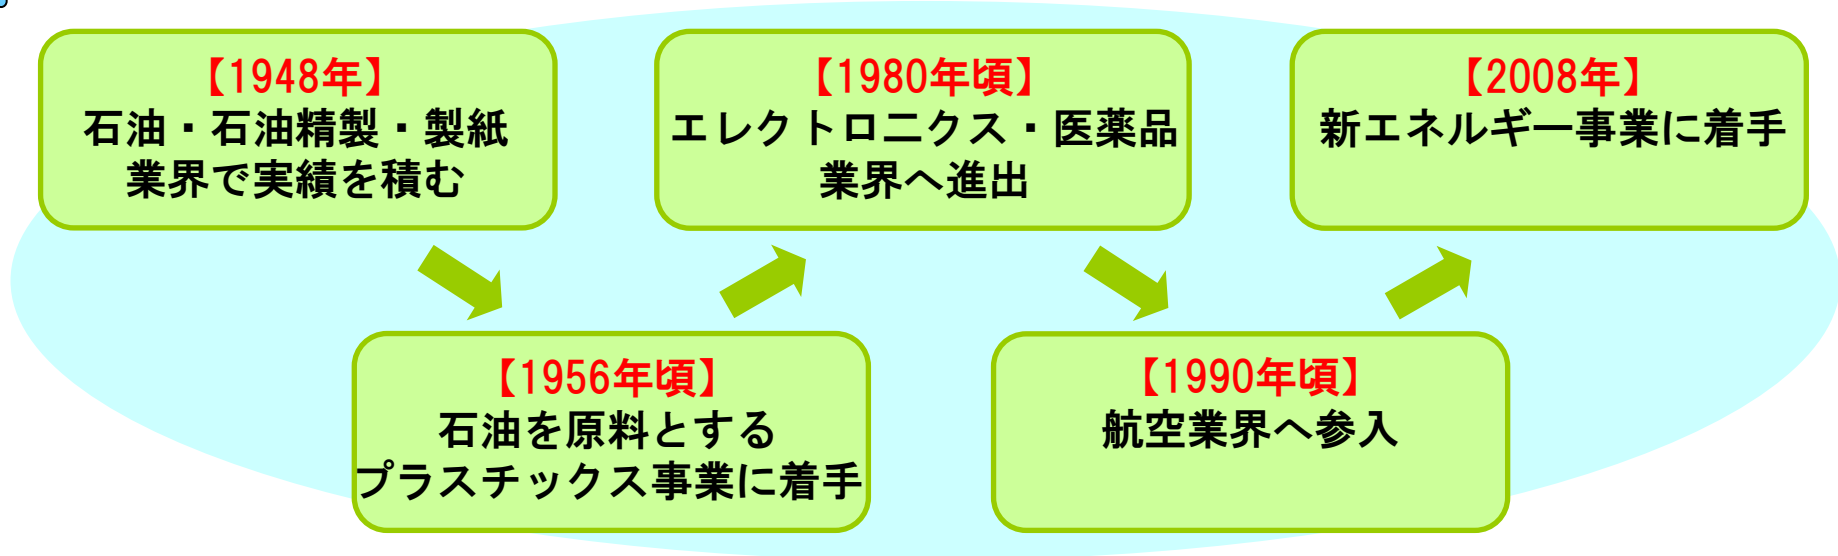 【1948年】
石油・石油精製・製紙
業界で実績を積む
【1956年頃】
石油を原料とする
プラスチックス事業に着手
【1980年頃】
エレクトロニクス・医薬品
業界へ進出
【1990年頃】
航空業界へ参入
【2008年】
新エネルギー事業に着手